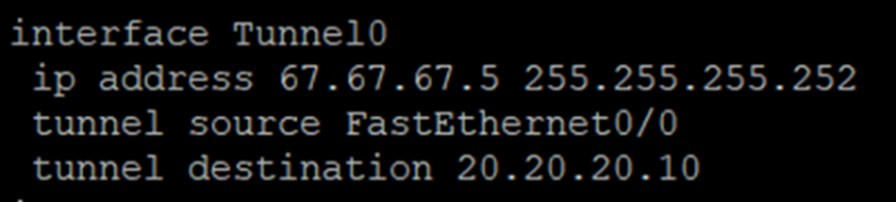 interface Tunnel0
ip address 67.67.67.5 255.255.255.252
tunnel source FastEthernet0/0
tunnel destination 20.20.20.10